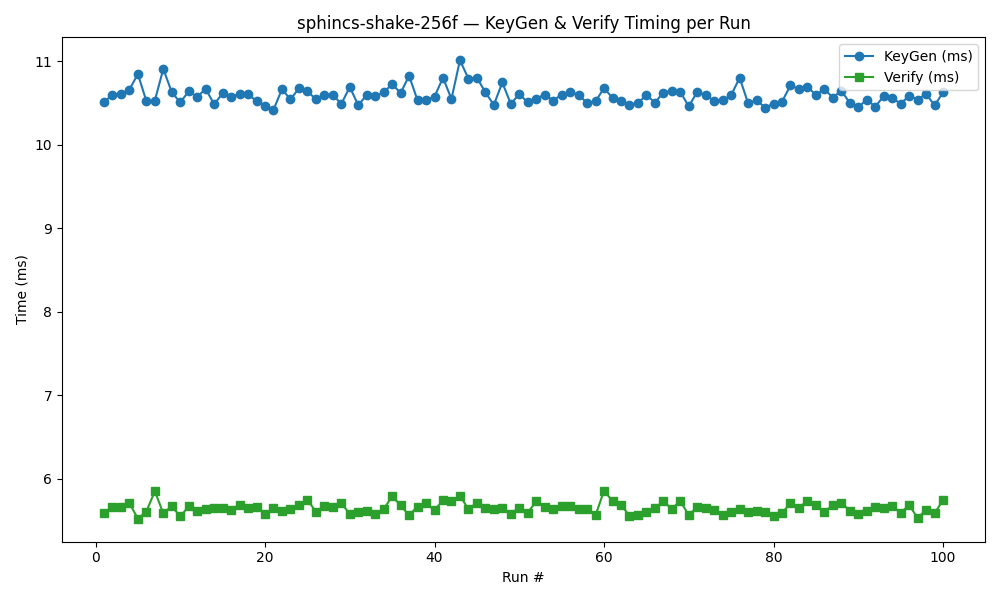 sphincs-shake-256f — KeyGen & Verify Timing per Run
KeyGen (ms)
Verify (ms)
Time (ms)
11
10
9
8
7
6
0
20
40
60
80
100
Run #